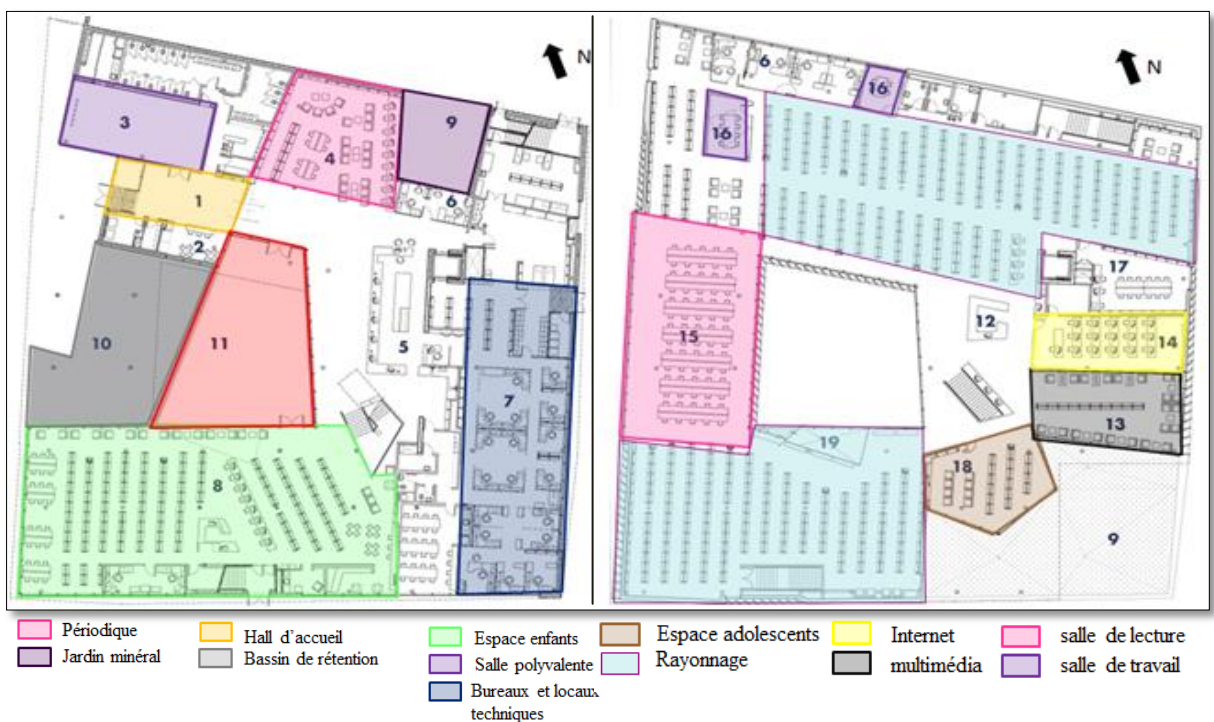 N
3
4
9
1
6
2
10
11
5
7
8
N
6
16
16
17
12
14
15
13
19
18
9
Périodique
Jardin minéral
Hall d'accueil
Bassin de rétention
Espace enfants
Salle polyvalente
Bureaux et locaux
techniques
Espace adolescents
Rayonnage
Internet
multimédia
salle de lecture
salle de travail